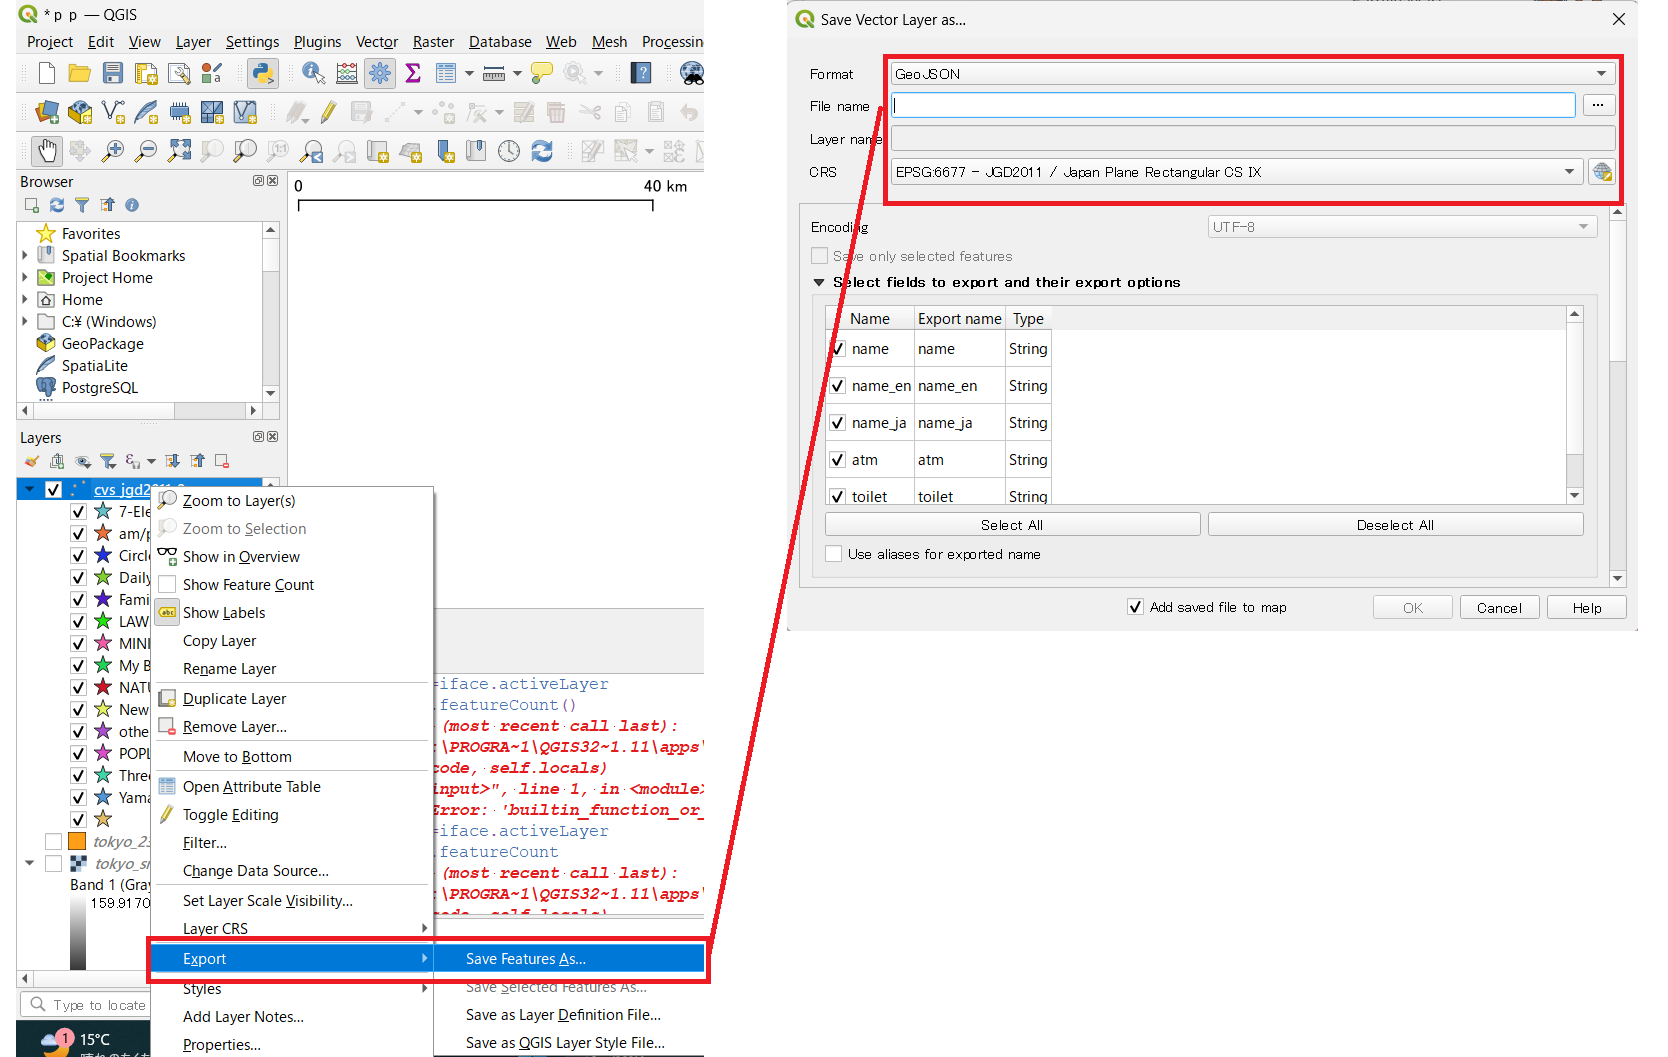 *p p — QGIS
Project Edit View Layer Settings Plugins Vector Raster Database Web Mesh Processin
Browser
Favorites
Spatial Bookmarks
Project Home
Home
C:¥ (Windows)
GeoPackage
SpatiaLite
PostgreSQL
0 40 km
Layers
cvs_jgd2011_9
7-Ele
am/p
Circl
Daily
Fami
LAW
MINI
My B
NATU
New
othe
POPL
Three
Yama
tokyo_23
tokyo_sr
Band 1 (Gray
159.9170
Type to locate
1
15°C
Zoom to Layer(s)
Zoom to Selection
Show in Overview
Show Feature Count
abc Show Labels
Copy Layer
Rename Layer
Duplicate Layer
Remove Layer...
Move to Bottom
Open Attribute Table
Toggle Editing
Filter...
Change Data Source...
Set Layer Scale Visibility...
Layer CRS
Export
Styles
Add Layer Notes...
Properties...
Save Features As...
Save Selected Features As...
Save as Layer Definition File...
Save as QGIS Layer Style File...
=iface.activeLayer
.featureCount()
(most recent call last):
:\PROGRA~1\QGIS32~1.11\apps\
code, self.locals)
input>", line 1, in <module>
Error: 'builtin_function_or_
=iface.activeLayer
.featureCount
(most recent call last):
:\PROGRA~1\QGIS32~1.11\apps\
code, self.locals)
Save Vector Layer as...
Format GeoJSON
File name ...
Layer name
CRS EPSG:6677 - JGD2011 / Japan Plane Rectangular CS IX
Encoding UTF-8
Save only selected features
Select fields to export and their export options
Name Export name Type
name name String
name_en name_en String
name_ja name_ja String
atm atm String
toilet toilet String
Select All Deselect All
Use aliases for exported name
Add saved file to map OK Cancel Help